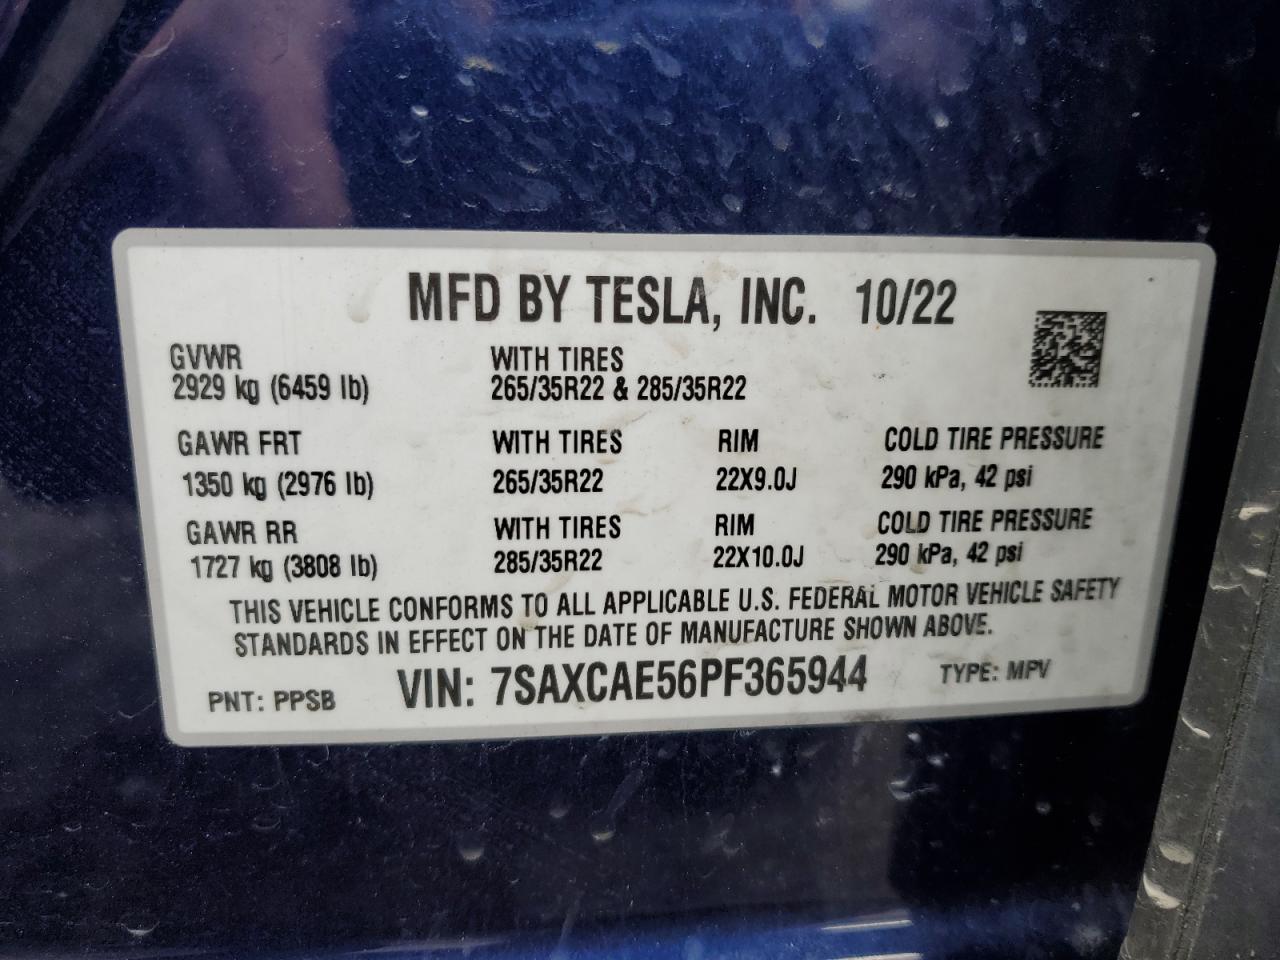 MFD BY TESLA, INC. 10/22
GVWR WITH TIRES
2929 kg (6459 lb) 265/35R22 & 285/35R22
GAWR FRT WITH TIRES RIM COLD TIRE PRESSURE
1350 kg (2976 lb) 265/35R22 22X9.0J 290 kPa, 42 psi
GAWR RR WITH TIRES RIM COLD TIRE PRESSURE
1727 kg (3808 lb) 285/35R22 22X10.0J 290 kPa, 42 psi
THIS VEHICLE CONFORMS TO ALL APPLICABLE U.S. FEDERAL MOTOR VEHICLE SAFETY
STANDARDS IN EFFECT ON THE DATE OF MANUFACTURE SHOWN ABOVE.
PNT: PPSB VIN: 7SAXCAE56PF365944 TYPE: MPV